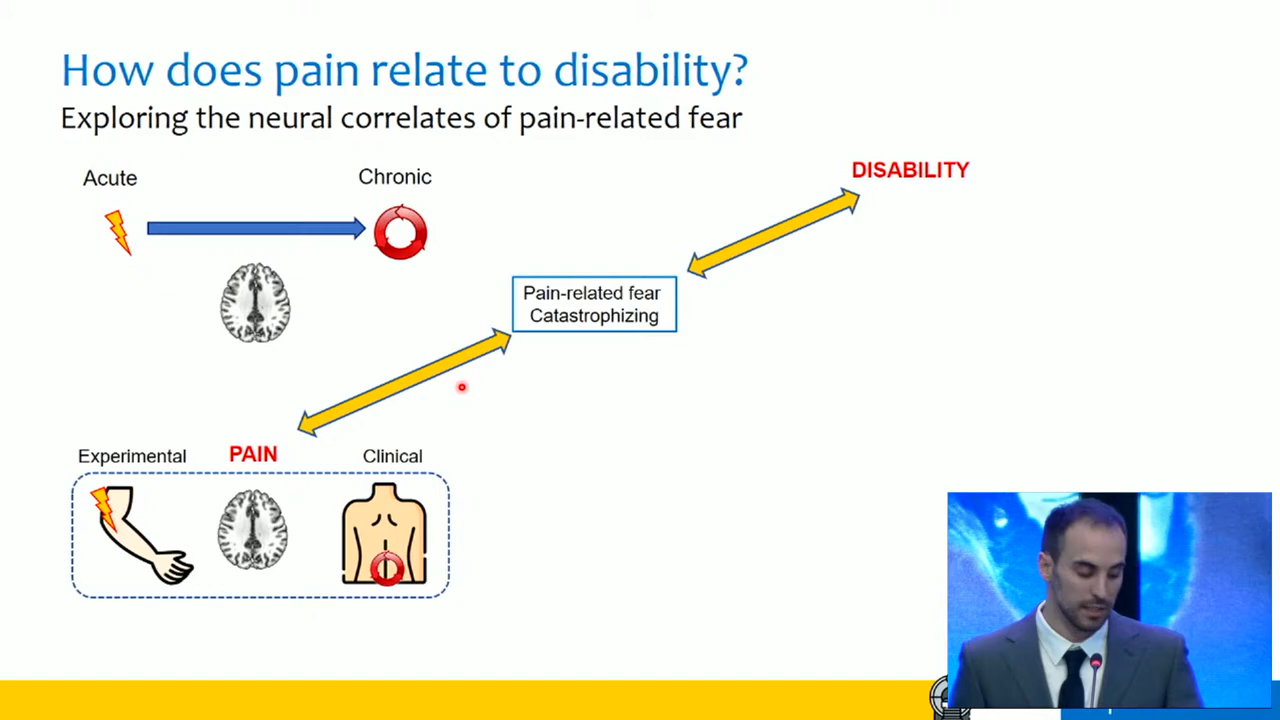 How does pain relate to disability?
Exploring the neural correlates of pain-related fear
Acute
Chronic
DISABILITY
Pain-related fear
Catastrophizing
Experimental
PAIN
Clinical